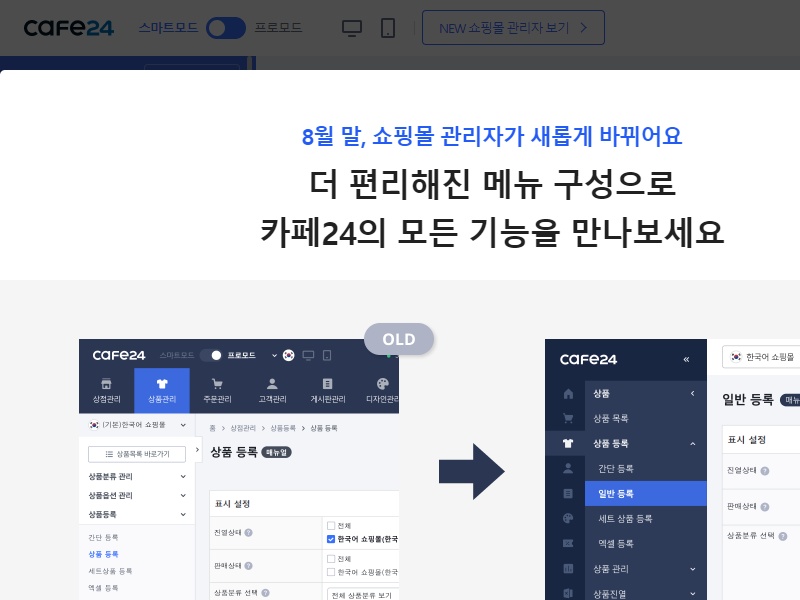 cafe24 스마트모드 프로모드 NEW 쇼핑몰 관리자 보기
8월 말, 쇼핑몰 관리자가 새롭게 바뀌어요
더 편리해진 메뉴 구성으로
카페24의 모든 기능을 만나보세요
OLD
cafe24 스마트모드 프로모드
상점관리 상품관리 주문관리 고객관리 게시판관리 디자인관리
(기본)한국어 쇼핑몰
홈 > 상점관리 > 상품등록 > 상품 등록
상품 등록 매뉴얼
상품목록 바로가기
상품분류 관리
상품옵션 관리
상품등록
간단 등록
상품 등록
세트상품 등록
엑셀 등록
표시 설정
진열상태
전체
한국어 쇼핑몰(한국
판매상태
전체
한국어 쇼핑몰(한국
상품분류 선택
전체 상품분류 보기
cafe24 «
상품
상품 목록
상품 등록
간단 등록
일반 등록
세트 상품 등록
엑셀 등록
상품 관리
상품진열
한국어 쇼핑몰
일반 등록 매뉴
표시 설정
진열상태
판매상태
상품분류 선택